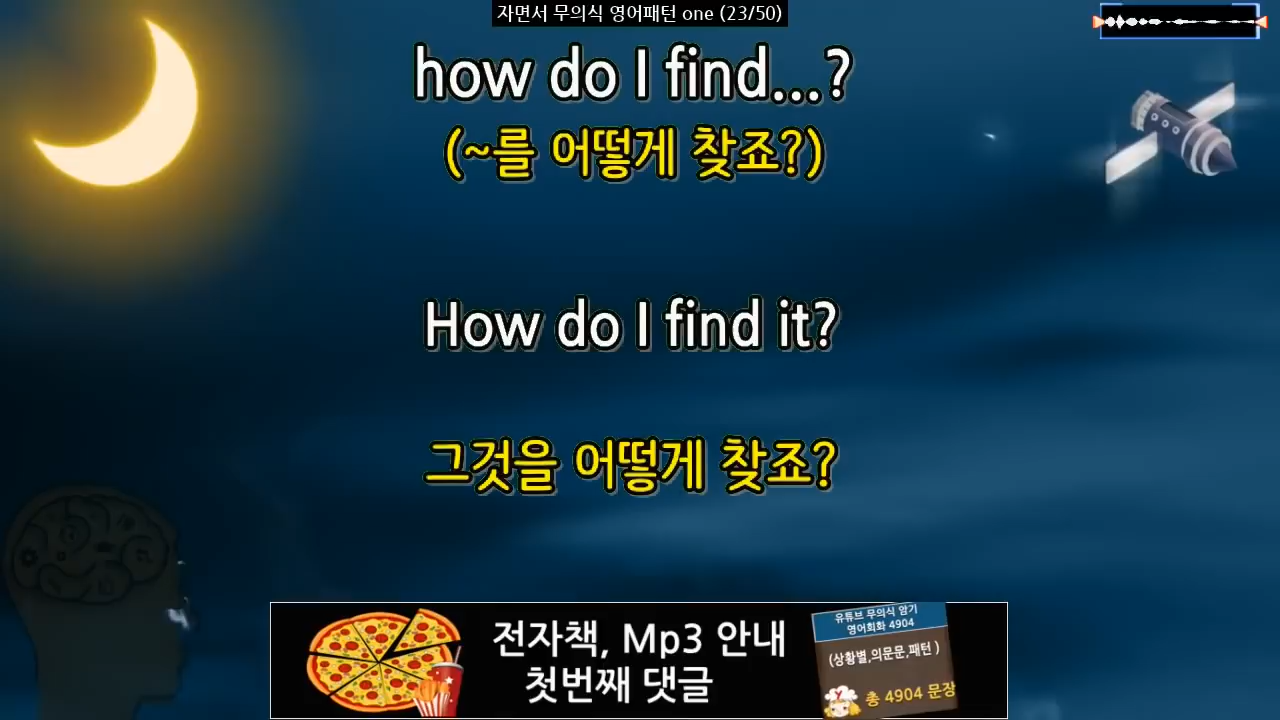 자면서 무의식 영어패턴 one (23/50)
how do I find...?
(~를 어떻게 찾죠?)
How do I find it?
그것을 어떻게 찾죠?
전자책, Mp3 안내
첫번째 댓글
유튜브 무의식 암기
영어회화 4904
(상황별,의문문,패턴)
총 4904 문장